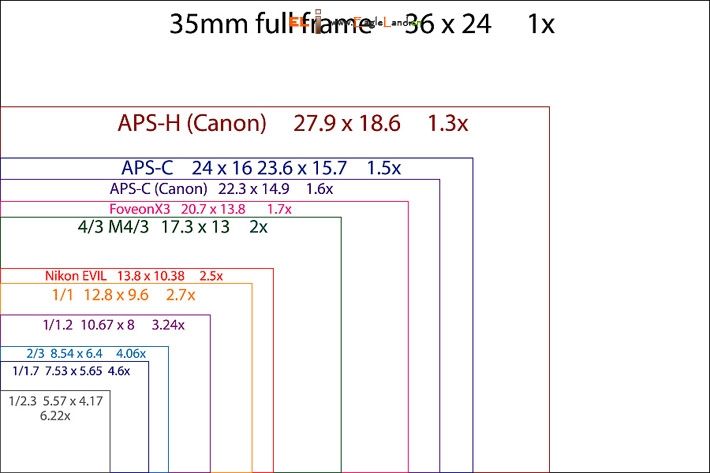 35mm full frame 36 x 24 1x
ELi www.EagleLand.ir
APS-H (Canon) 27.9 x 18.6 1.3x
APS-C 24 x 16 23.6 x 15.7 1.5x
APS-C (Canon) 22.3 x 14.9 1.6x
FoveonX3 20.7 x 13.8 1.7x
4/3 M4/3 17.3 x 13 2x
Nikon EVIL 13.8 x 10.38 2.5x
1/1 12.8 x 9.6 2.7x
1/1.2 10.67 x 8 3.24x
2/3 8.54 x 6.4 4.06x
1/1.7 7.53 x 5.65 4.6x
1/2.3 5.57 x 4.17
6.22x